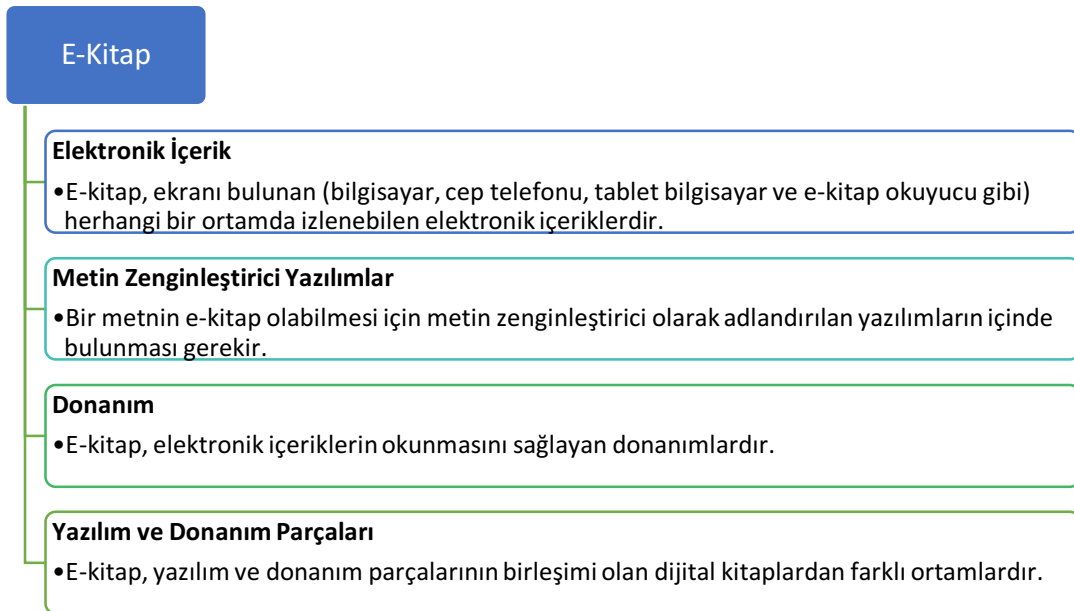 E-Kitap
Elektronik İçerik
•E-kitap, ekranı bulunan (bilgisayar, cep telefonu, tablet bilgisayar ve e-kitap okuyucu gibi)
herhangi bir ortamda izlenebilen elektronik içeriklerdir.
Metin Zenginleştirici Yazılımlar
•Bir metnin e-kitap olabilmesi için metin zenginleştirici olarak adlandırılan yazılımların içinde
bulunması gerekir.
Donanım
•E-kitap, elektronik içeriklerin okunmasını sağlayan donanımlardır.
Yazılım ve Donanım Parçaları
•E-kitap, yazılım ve donanım parçalarının birleşimi olan dijital kitaplardan farklı ortamlardır.